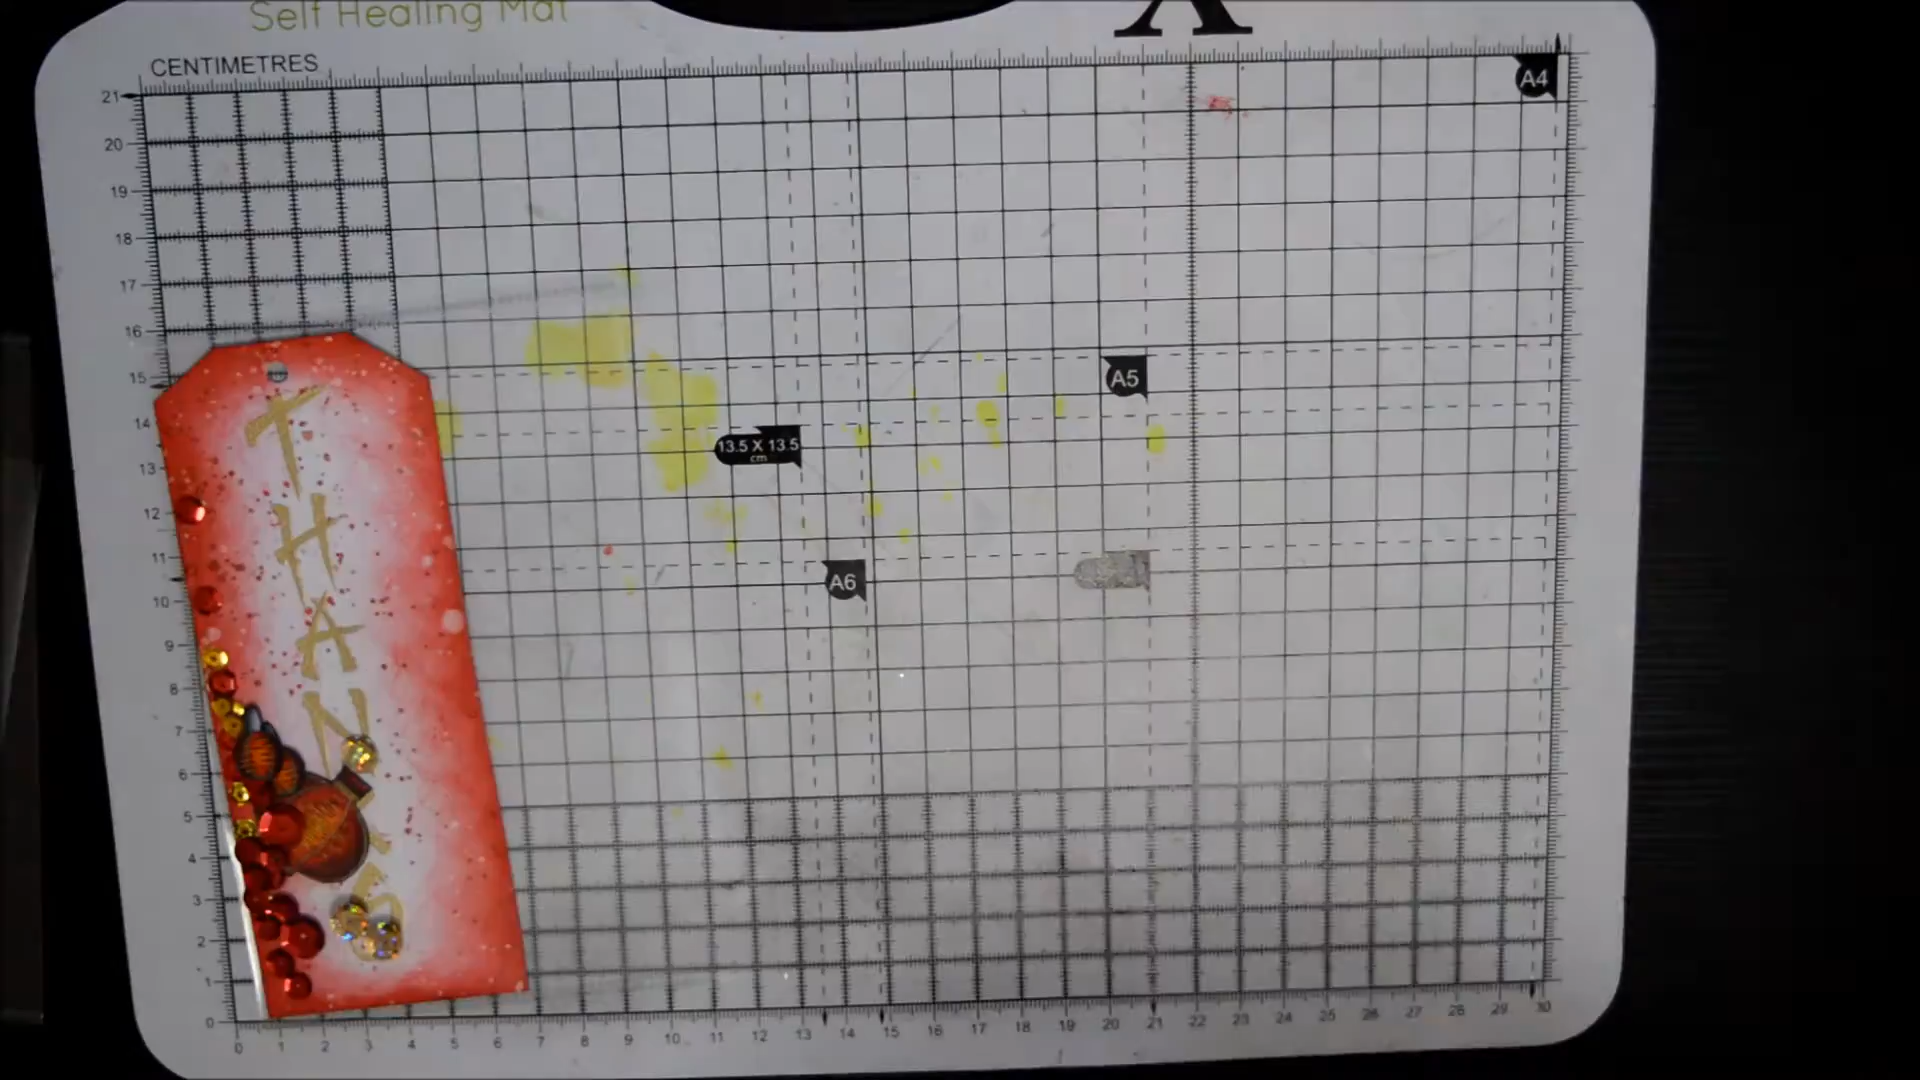 Self Healing Mat
CENTIMETRES
A4
A5
13.5 X 13.5
cm
A6
THANKS
21
20
19
18
17
16
15
14
13
12
11
10
9
8
7
6
5
4
3
2
1
0
0 1 2 3 4 5 6 7 8 9 10 11 12 13 14 15 16 17 18 19 20 21 22 23 24 25 26 27 28 29 30